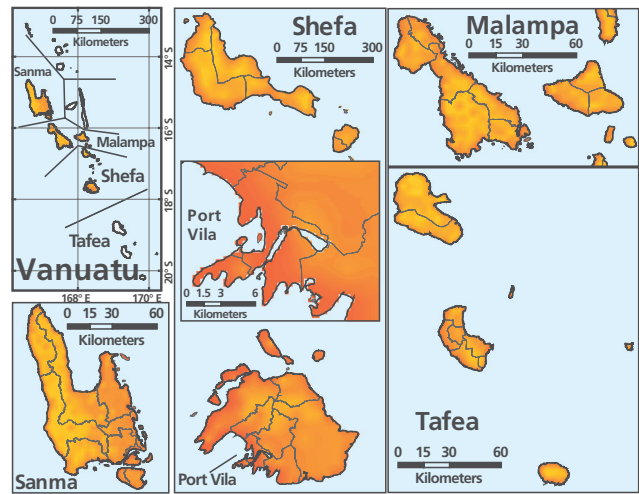 0 75 150 300
Kilometers
Sanma
Malampa
Shefa
Tafea
Vanuatu
14°S
16°S
18°S
20°S
168° E
170° E
Shefa
0 75 150 300
Kilometers
Malampa
0 15 30 60
Kilometers
Port
Vila
0 1.5 3 6
Kilometers
0 15 30 60
Kilometers
Sanma
Port Vila
Tafea
0 15 30 60
Kilometers